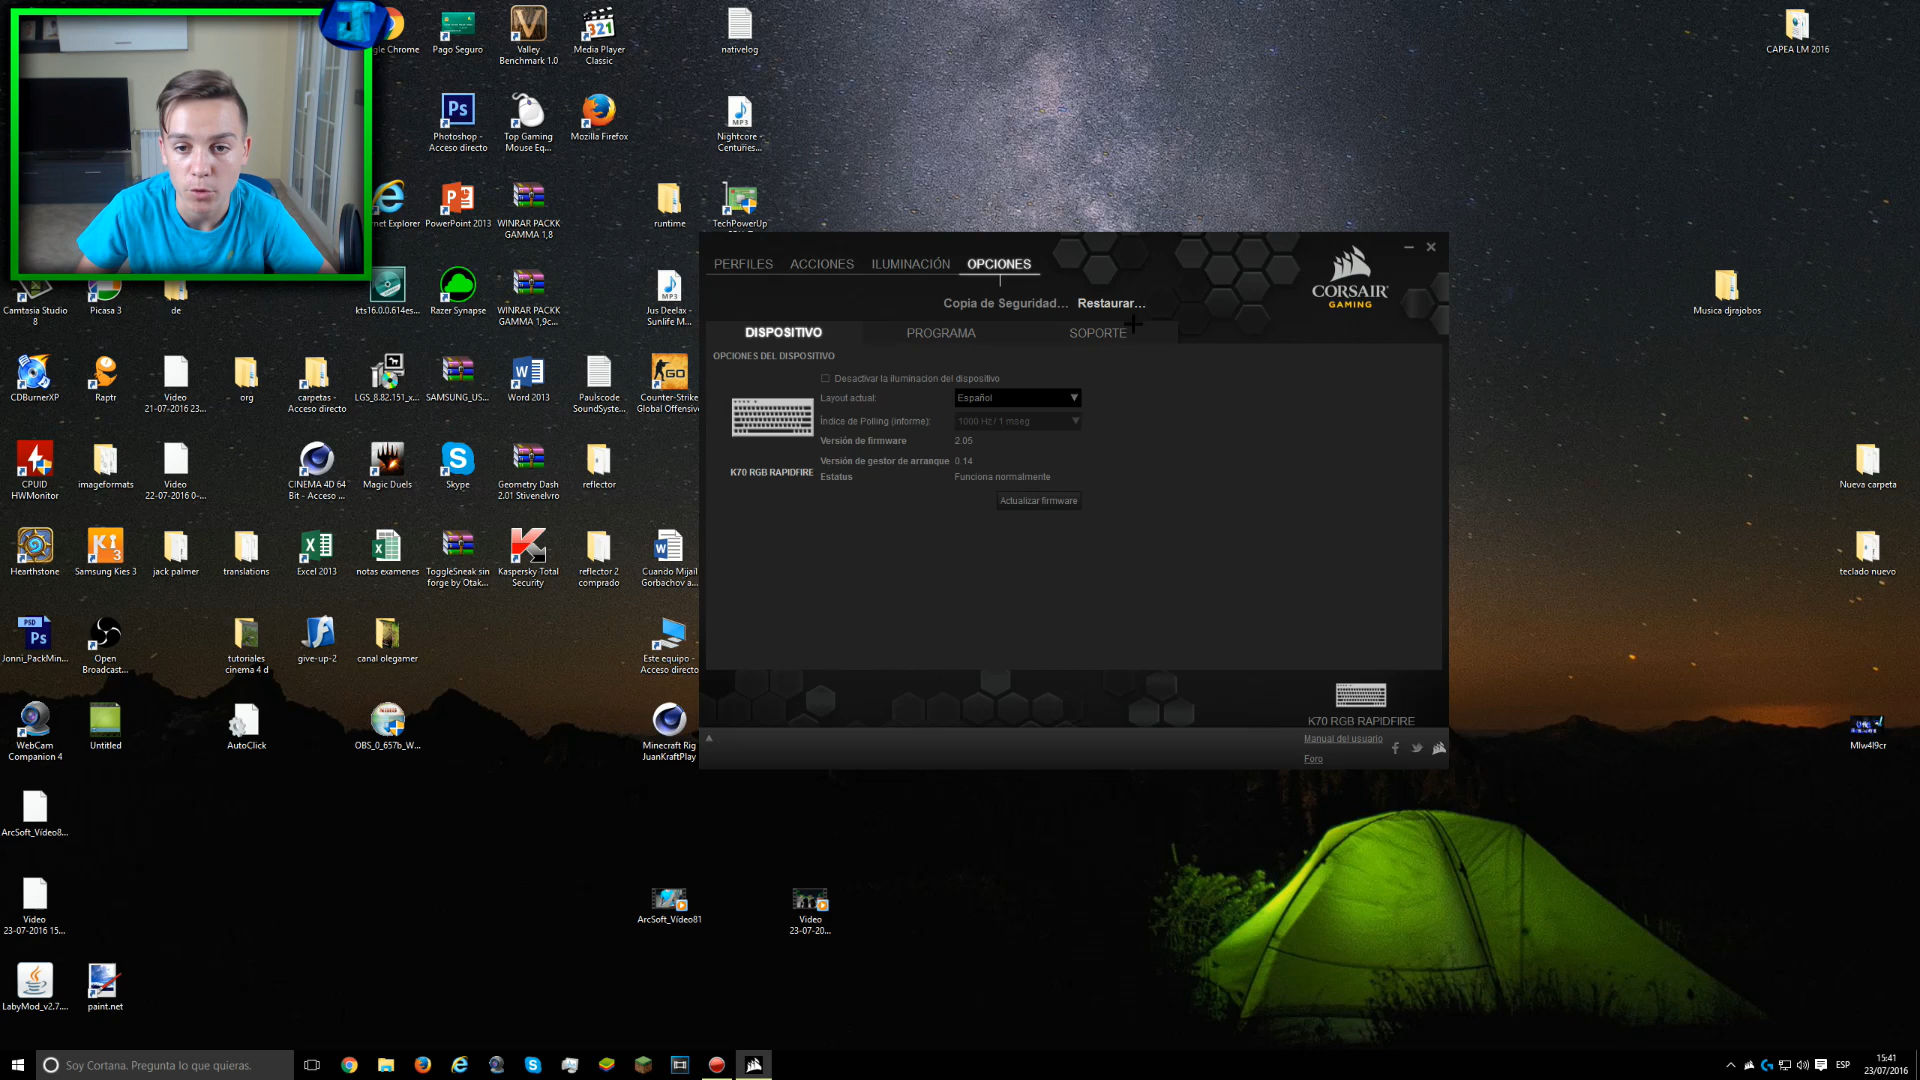 gle Chrome
Pago Seguro
Valley
Benchmark 1.0
Media Player
Classic
nativelog
CAPEA LM 2016
Photoshop -
Acceso directo
Top Gaming
Mouse Eq...
Mozilla Firefox
Nightcore -
Centuries...
net Explorer
PowerPoint 2013
WINRAR PACKK
GAMMA 1,8
runtime
TechPowerUp
Camtasia Studio
8
Picasa 3
de
kts16.0.0.614es...
Razer Synapse
WINRAR PACKK
GAMMA 1,9c...
Jus Deelax -
Sunlife M...
Musica djrajobos
PERFILES
ACCIONES
ILUMINACIÓN
OPCIONES
CORSAIR
GAMING
Copia de Seguridad...
Restaurar...
DISPOSITIVO
PROGRAMA
SOPORTE
OPCIONES DEL DISPOSITIVO
Desactivar la iluminacion del dispositivo
Layout actual:
Español
Índice de Polling (informe):
1000 Hz / 1 mseg
Versión de firmware
2.05
Versión de gestor de arranque
0.14
Estatus
Funciona normalmente
K70 RGB RAPIDFIRE
Actualizar firmware
K70 RGB RAPIDFIRE
Manual del usuario
Foro
CDBurnerXP
Raptr
Video
21-07-2016 23...
org
carpetas -
Acceso directo
LGS_8.82.151_x...
SAMSUNG_US...
Word 2013
Paulscode
SoundSyste...
GO
Counter-Strike
Global Offensiv
CPUID
HWMonitor
imageformats
Video
22-07-2016 0-...
CINEMA 4D 64
Bit - Acceso ...
Magic Duels
Skype
Geometry Dash
2.01 Stivenelvro
reflector
Nueva carpeta
Hearthstone
Samsung Kies 3
jack palmer
translations
Excel 2013
notas examenes
ToggleSneak sin
forge by Otak...
Kaspersky Total
Security
reflector 2
comprado
Cuando Mijail
Gorbachov a...
teclado nuevo
PSD
Ps
Jonni_PackMin...
Open
Broadcast...
tutoriales
cinema 4 d
give-up-2
canal olegamer
Este equipo -
Acceso directo
WebCam
Companion 4
Untitled
AutoClick
OBS_0_657b_W...
Minecraft Rig
JuanKraftPlay
Mlw4l9cr
ArcSoft_Video8...
Video
23-07-2016 15...
ArcSoft_Video81
Video
23-07-20...
LabyMod_v2.7....
paint.net
Soy Cortana. Pregunta lo que quieras.
ESP
15:41
23/07/2016